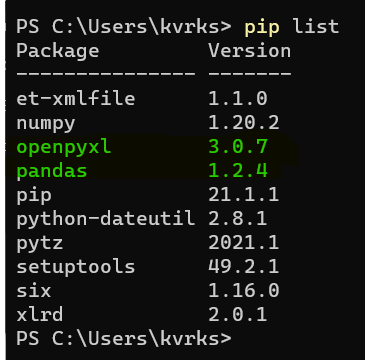 PS C:\Users\kvrks> pip list
Package Version
--------------- -------
et-xmlfile 1.1.0
numpy 1.20.2
openpyxl 3.0.7
pandas 1.2.4
pip 21.1.1
python-dateutil 2.8.1
pytz 2021.1
setuptools 49.2.1
six 1.16.0
xlrd 2.0.1
PS C:\Users\kvrks>